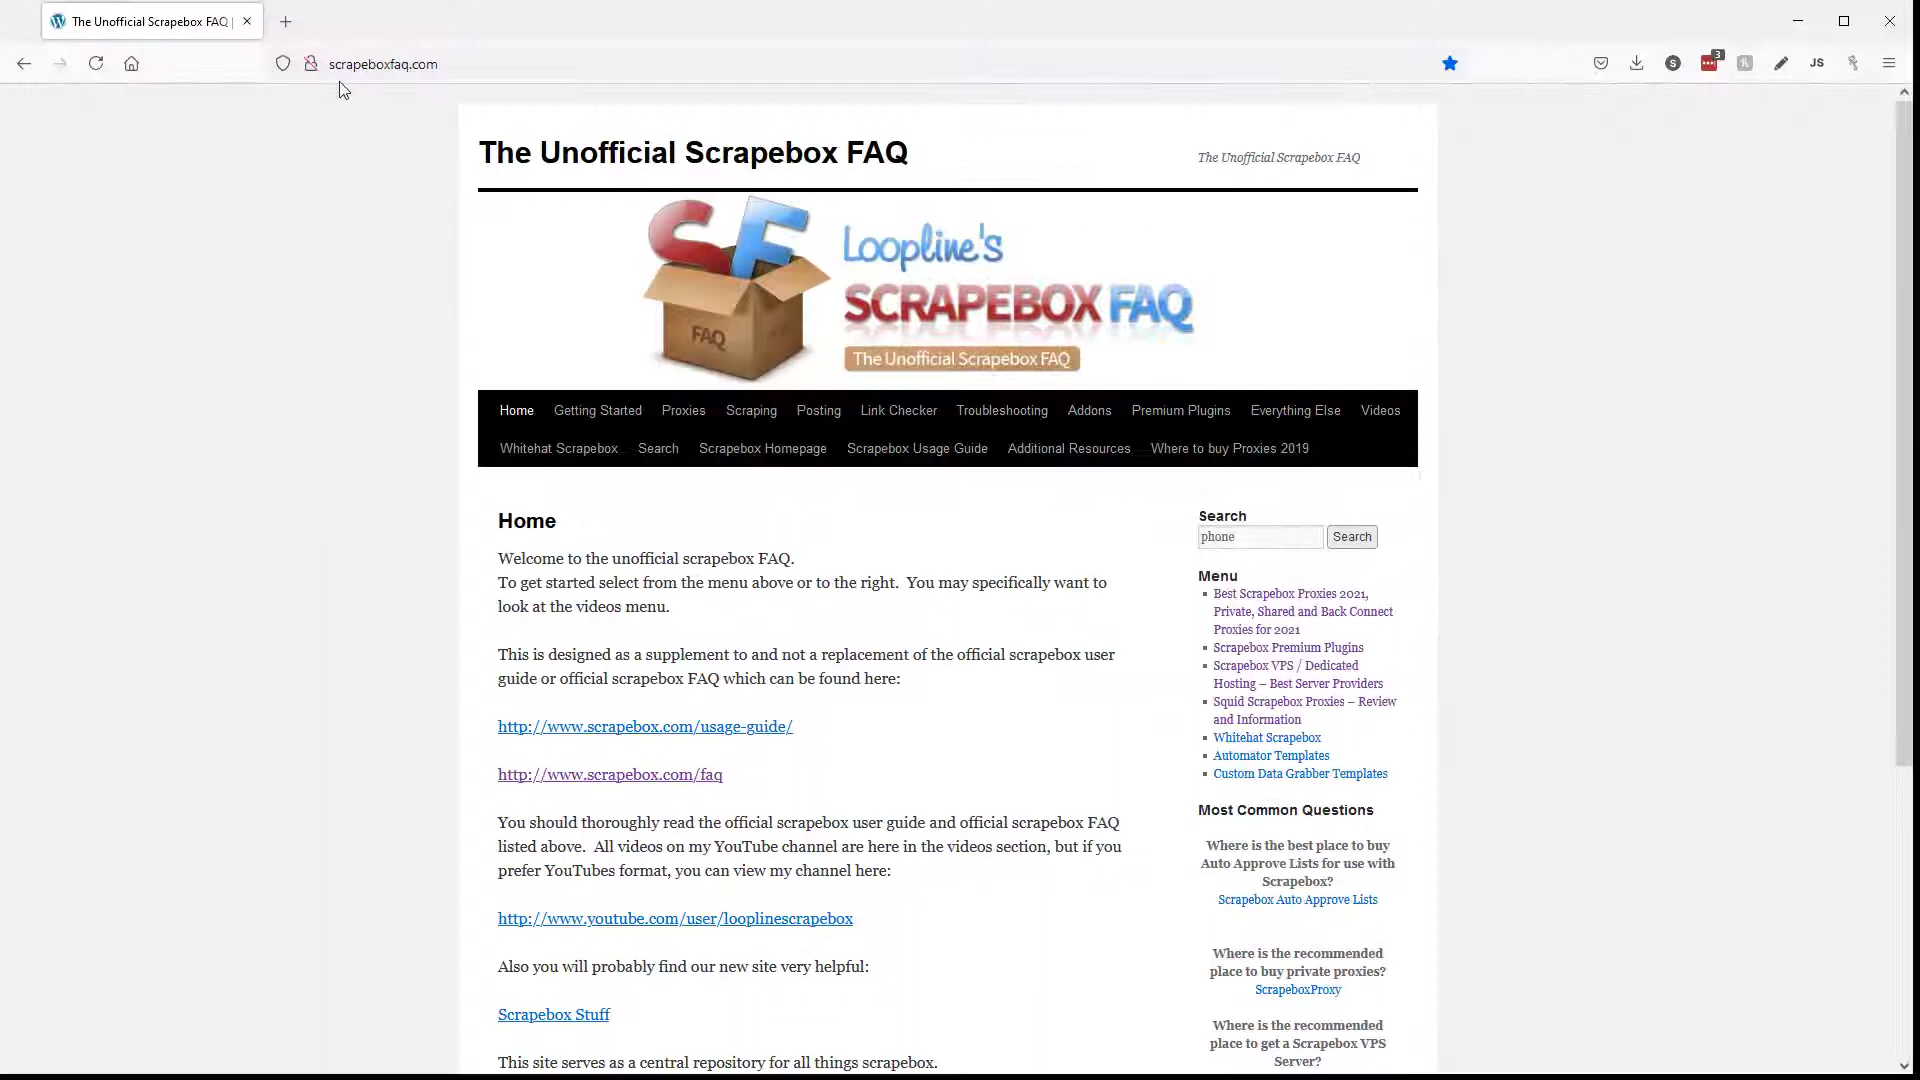 The Unofficial Scrapebox FAQ |
scrapeboxfaq.com
3
S
JS
The Unofficial Scrapebox FAQ
The Unofficial Scrapebox FAQ
SF
FAQ
Loopline's
SCRAPEBOX FAQ
The Unofficial Scrapebox FAQ
Home Getting Started Proxies Scraping Posting Link Checker Troubleshooting Addons Premium Plugins Everything Else Videos
Whitehat Scrapebox Search Scrapebox Homepage Scrapebox Usage Guide Additional Resources Where to buy Proxies 2019
Home
Welcome to the unofficial scrapebox FAQ.
To get started select from the menu above or to the right. You may specifically want to
look at the videos menu.
This is designed as a supplement to and not a replacement of the official scrapebox user
guide or official scrapebox FAQ which can be found here:
http://www.scrapebox.com/usage-guide/
http://www.scrapebox.com/faq
You should thoroughly read the official scrapebox user guide and official scrapebox FAQ
listed above. All videos on my YouTube channel are here in the videos section, but if you
prefer YouTubes format, you can view my channel here:
http://www.youtube.com/user/looplinescrapebox
Also you will probably find our new site very helpful:
Scrapebox Stuff
This site serves as a central repository for all things scrapebox.
Search
phone Search
Menu
Best Scrapebox Proxies 2021,
Private, Shared and Back Connect
Proxies for 2021
Scrapebox Premium Plugins
Scrapebox VPS / Dedicated
Hosting – Best Server Providers
Squid Scrapebox Proxies – Review
and Information
Whitehat Scrapebox
Automator Templates
Custom Data Grabber Templates
Most Common Questions
Where is the best place to buy
Auto Approve Lists for use with
Scrapebox?
Scrapebox Auto Approve Lists
Where is the recommended
place to buy private proxies?
ScrapeboxProxy
Where is the recommended
place to get a Scrapebox VPS
Server?